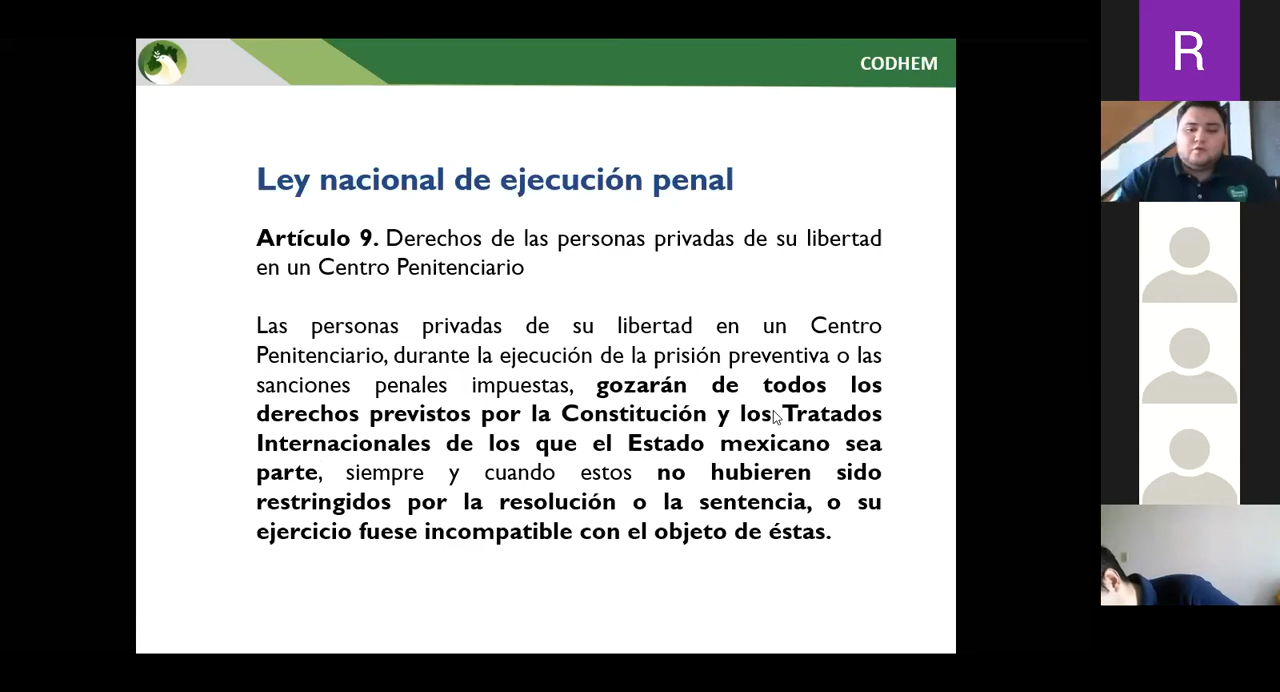 CODHEM
R
Ley nacional de ejecución penal
Artículo 9. Derechos de las personas privadas de su libertad
en un Centro Penitenciario
Las personas privadas de su libertad en un Centro
Penitenciario, durante la ejecución de la prisión preventiva o las
sanciones penales impuestas, gozarán de todos los
derechos previstos por la Constitución y los Tratados
Internacionales de los que el Estado mexicano sea
parte, siempre y cuando estos no hubieren sido
restringidos por la resolución o la sentencia, o su
ejercicio fuese incompatible con el objeto de éstas.